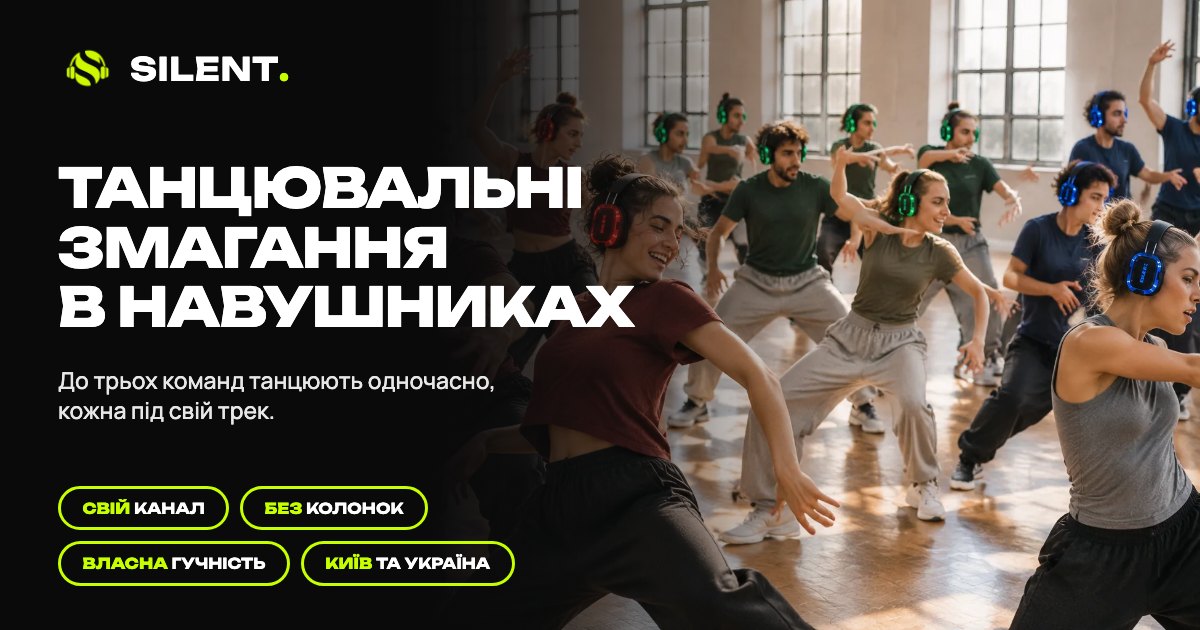 SILENT.
ТАНЦЮВАЛЬНІ
ЗМАГАННЯ
В НАВУШНИКАХ
До трьох команд танцюють одночасно,
кожна під свій трек.
СВІЙ КАНАЛ
БЕЗ КОЛОНОК
ВЛАСНА ГУЧНІСТЬ
КИЇВ ТА УКРАЇНА